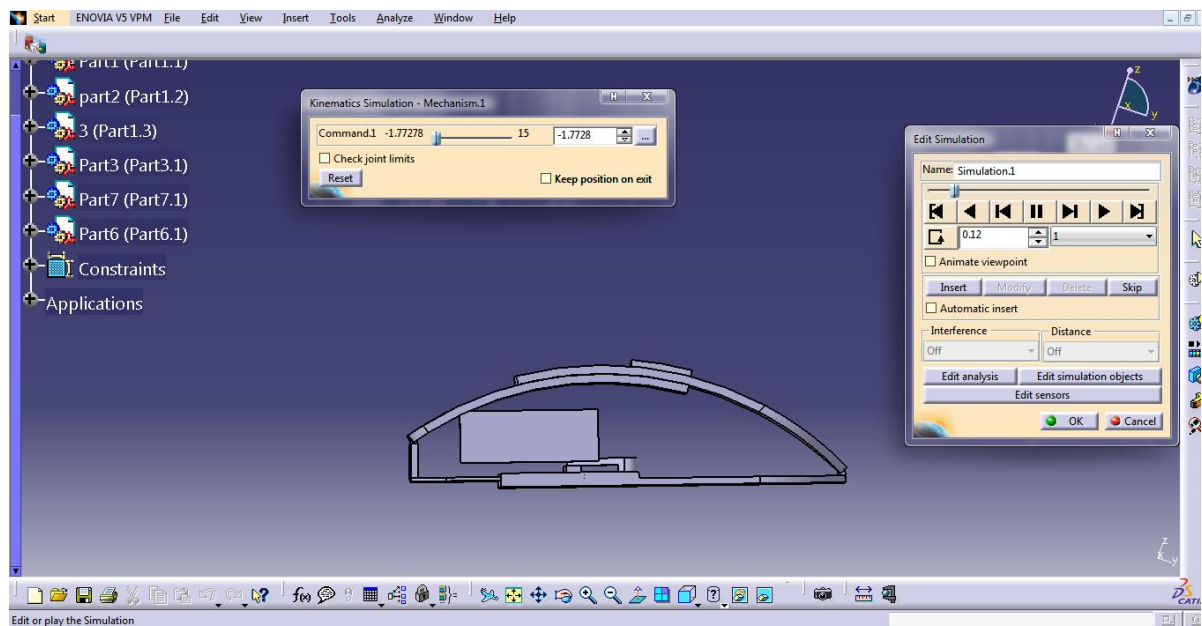 Start ENOVIA V5 VPM File Edit View Insert Tools Analyze Window Help
Part1 (Part1.1)
part2 (Part1.2)
3 (Part1.3)
Part3 (Part3.1)
Part7 (Part7.1)
Part6 (Part6.1)
Constraints
Applications
Kinematics Simulation - Mechanism.1
Command.1 -1.77278 15 -1.7728 ...
Check joint limits
Reset Keep position on exit
z
x y
Edit Simulation
Name: Simulation.1
0.12 1
Animate viewpoint
Insert Modify Delete Skip
Automatic insert
Interference Distance
Off Off
Edit analysis Edit simulation objects
Edit sensors
OK Cancel
z
x y
f(x)
CATIA
Edit or play the Simulation